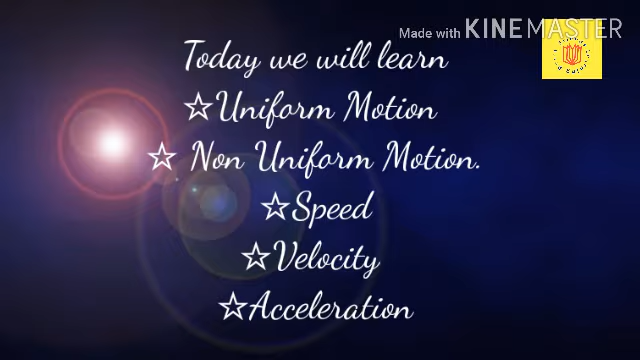 Made with KINEMASTER
Today we will learn
☆Uniform Motion
☆ Non Uniform Motion.
☆Speed
☆Velocity
☆Acceleration